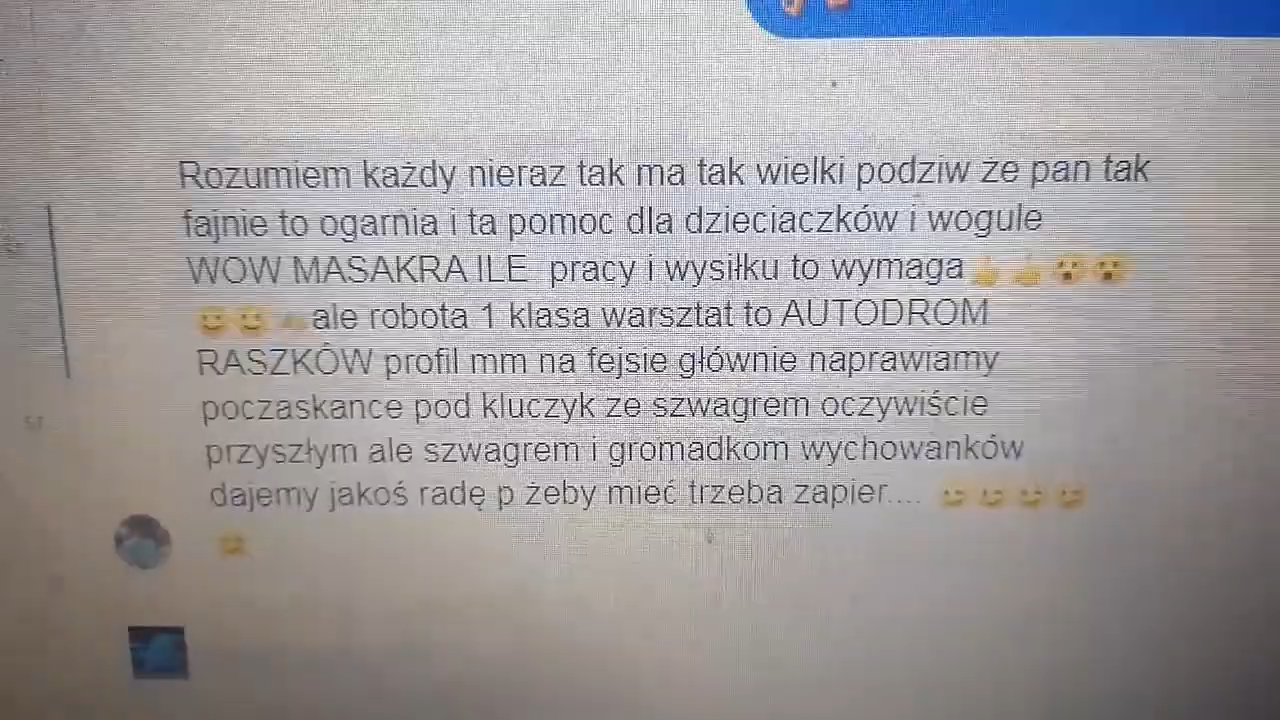 Rozumiem każdy nieraz tak ma tak wielki podziw że pan tak
fajnie to ogarnia i ta pomoc dla dzieciaczków i wogule
WOW MASAKRA ILE pracy i wysiłku to wymaga
ale robota 1 klasa warsztat to AUTODROM
RASZKÓW profil mm na fejsie głównie naprawiamy
poczaskance pod kluczyk ze szwagrem oczywiście
przyszłym ale szwagrem i gromadkom wychowanków
dajemy jakoś radę p żeby mieć trzeba zapier....